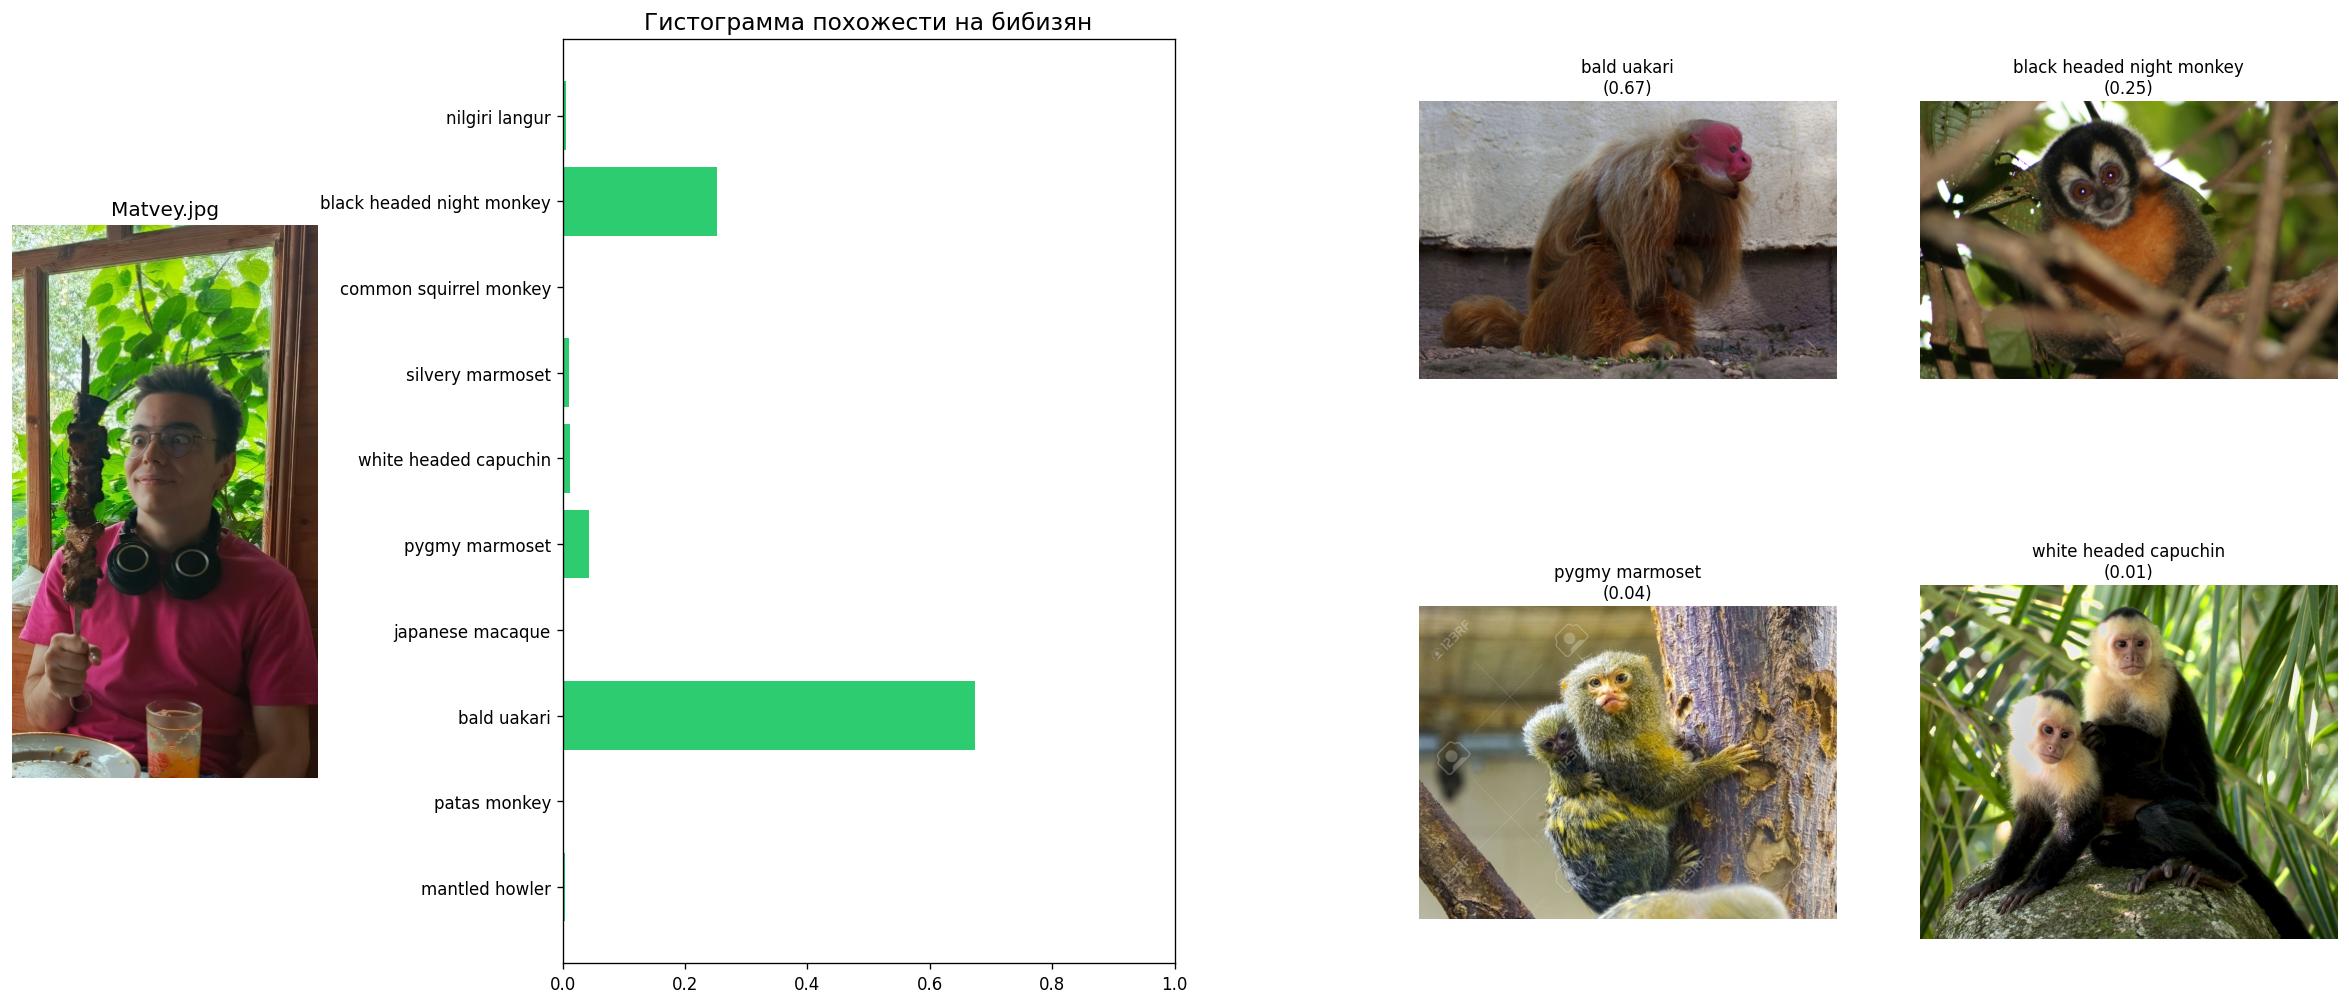 Гистограмма похожести на бибизян
Matvey.jpg
nilgiri langur
black headed night monkey
common squirrel monkey
silvery marmoset
white headed capuchin
pygmy marmoset
japanese macaque
bald uakari
patas monkey
mantled howler
0.0 0.2 0.4 0.6 0.8 1.0
bald uakari
(0.67)
black headed night monkey
(0.25)
pygmy marmoset
(0.04)
123RF
123RF
123RF
white headed capuchin
(0.01)